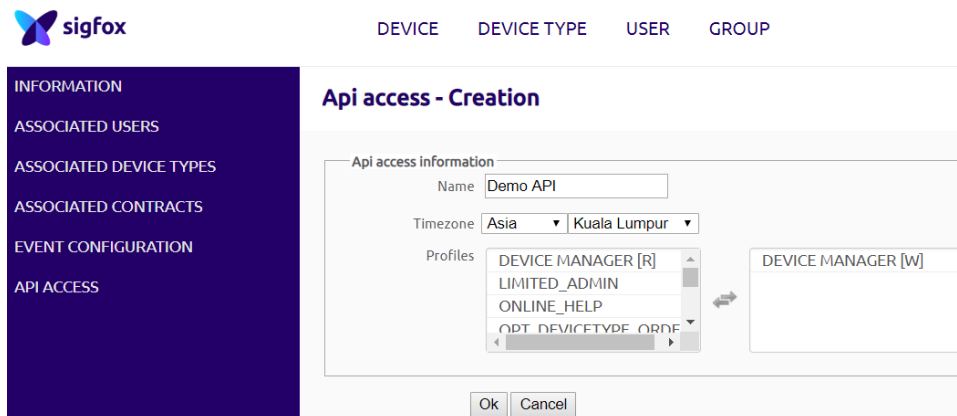 sigfox
DEVICE DEVICE TYPE USER GROUP
INFORMATION
ASSOCIATED USERS
ASSOCIATED DEVICE TYPES
ASSOCIATED CONTRACTS
EVENT CONFIGURATION
API ACCESS
Api access - Creation
Api access information
Name Demo API
Timezone Asia Kuala Lumpur
Profiles
DEVICE MANAGER [R]
LIMITED_ADMIN
ONLINE_HELP
OPT_DEVICETYPE_ORDE
DEVICE MANAGER [W]
Ok Cancel